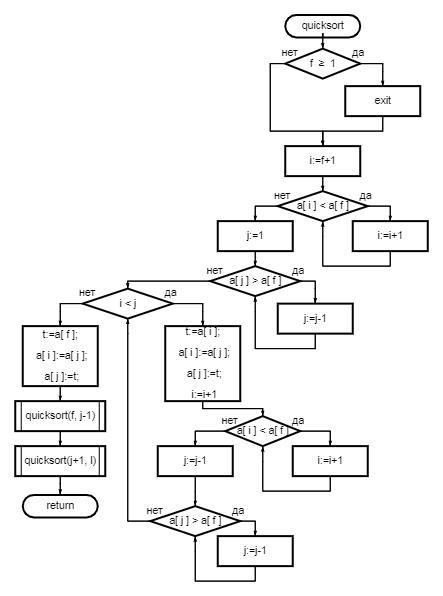 quicksort
нет
да
f ≥ 1
exit
i:=f+1
нет
да
a[ i ] < a[ f ]
j:=1
i:=i+1
нет
да
a[ j ] > a[ f ]
нет
да
i < j
j:=j-1
t:=a[ f ];
a[ i ]:=a[ j ];
a[ j ]:=t;
t:=a[ i ];
a[ i ]:=a[ j ];
a[ j ]:=t;
i:=i+1
quicksort(f, j-1)
нет
да
a[ i ] < a[ f ]
quicksort(j+1, l)
j:=j-1
i:=i+1
return
нет
да
a[ j ] > a[ f ]
j:=j-1